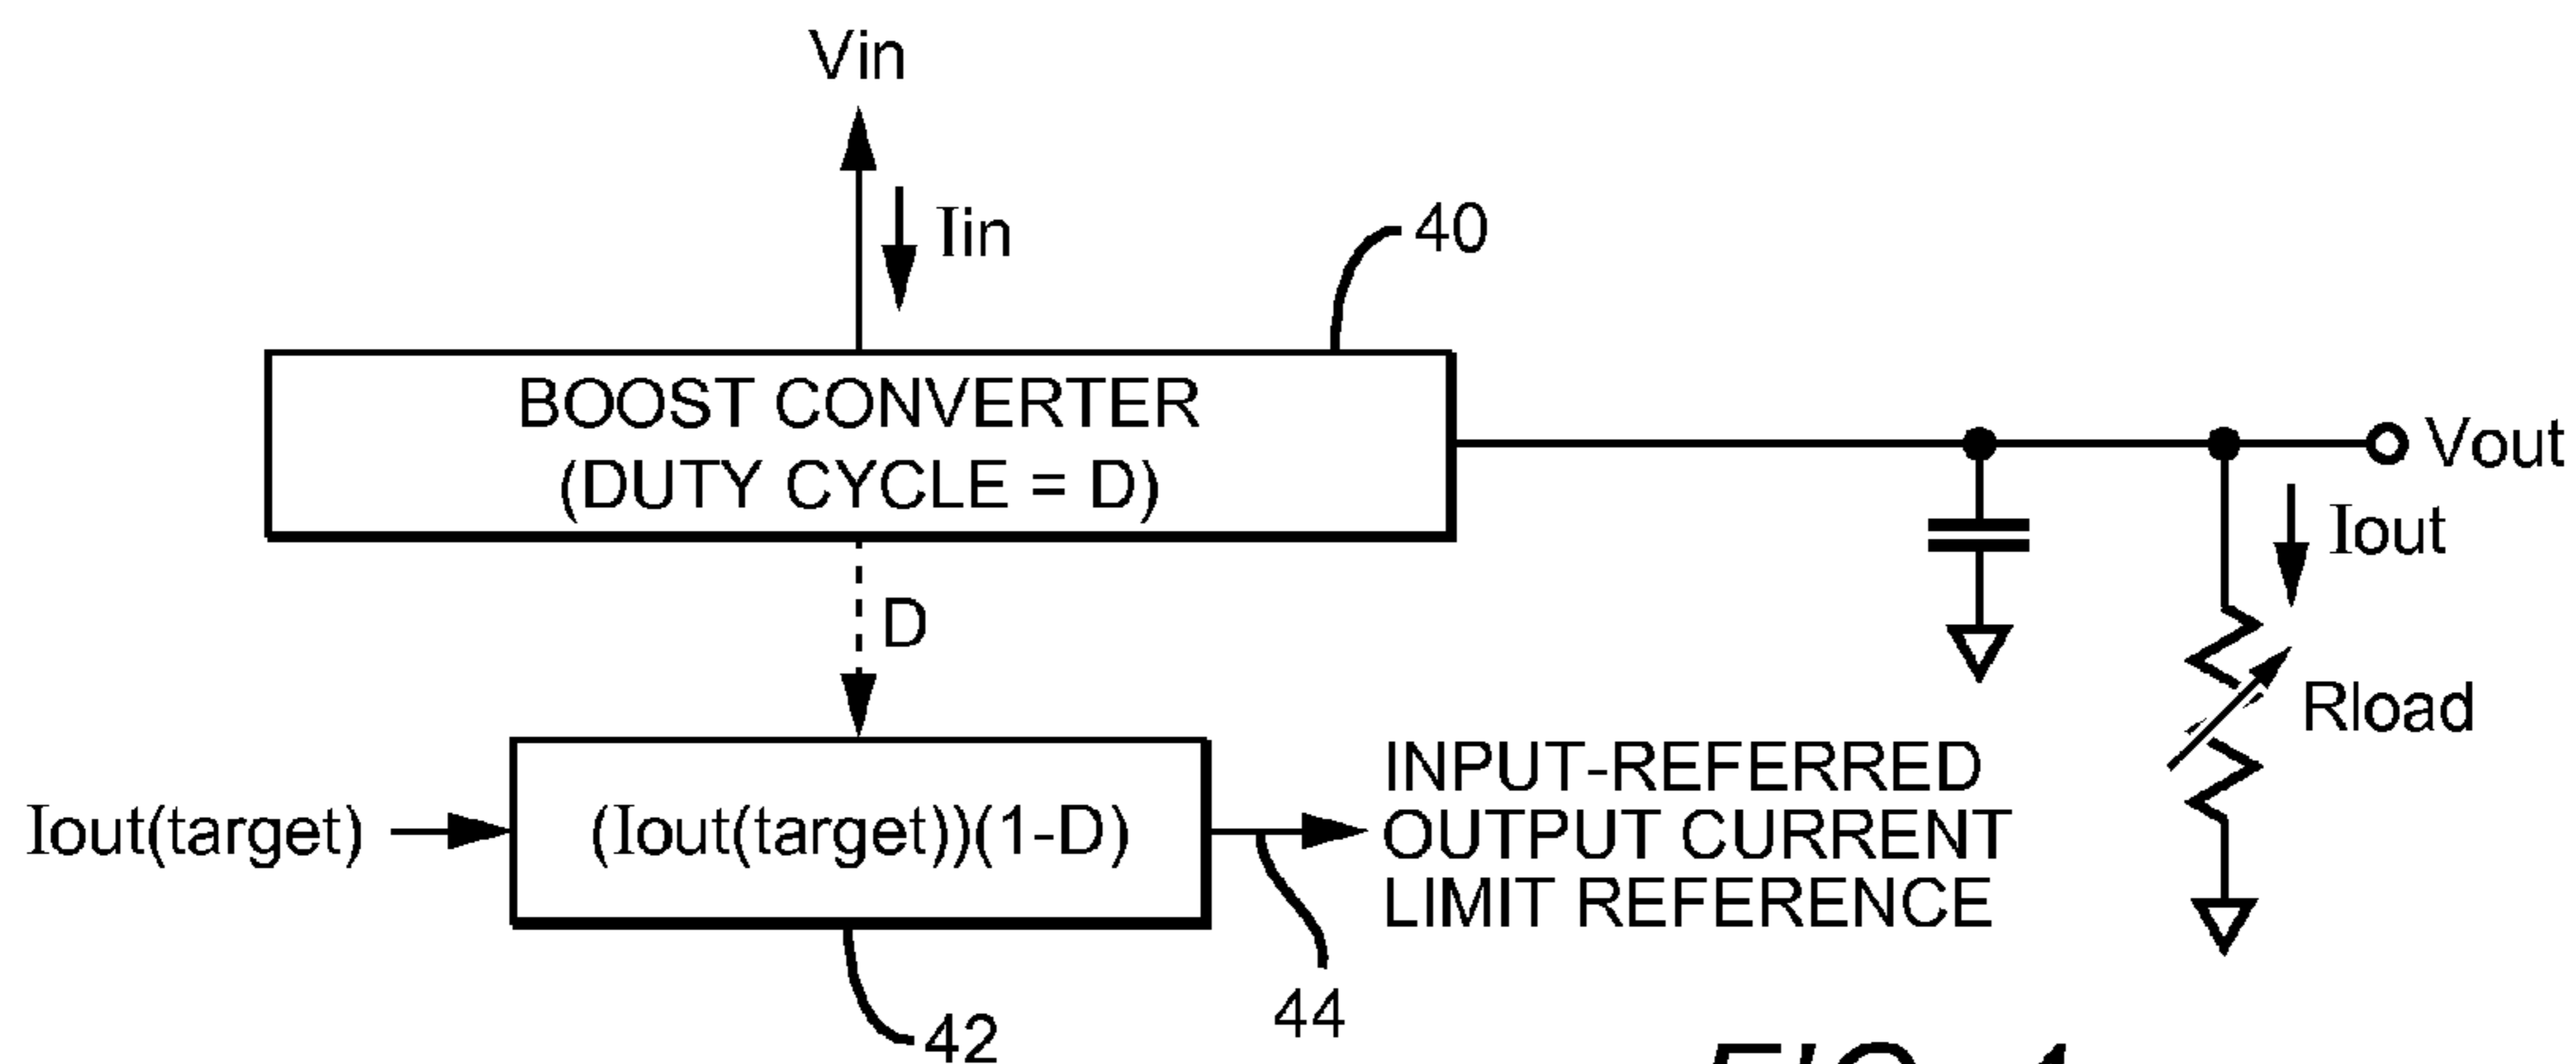 Vin
Iin
40
BOOST CONVERTER
(DUTY CYCLE = D)
Vout
Iout
D
Rload
Iout(target)
(Iout(target))(1-D)
INPUT-REFERRED
OUTPUT CURRENT
LIMIT REFERENCE
42
44